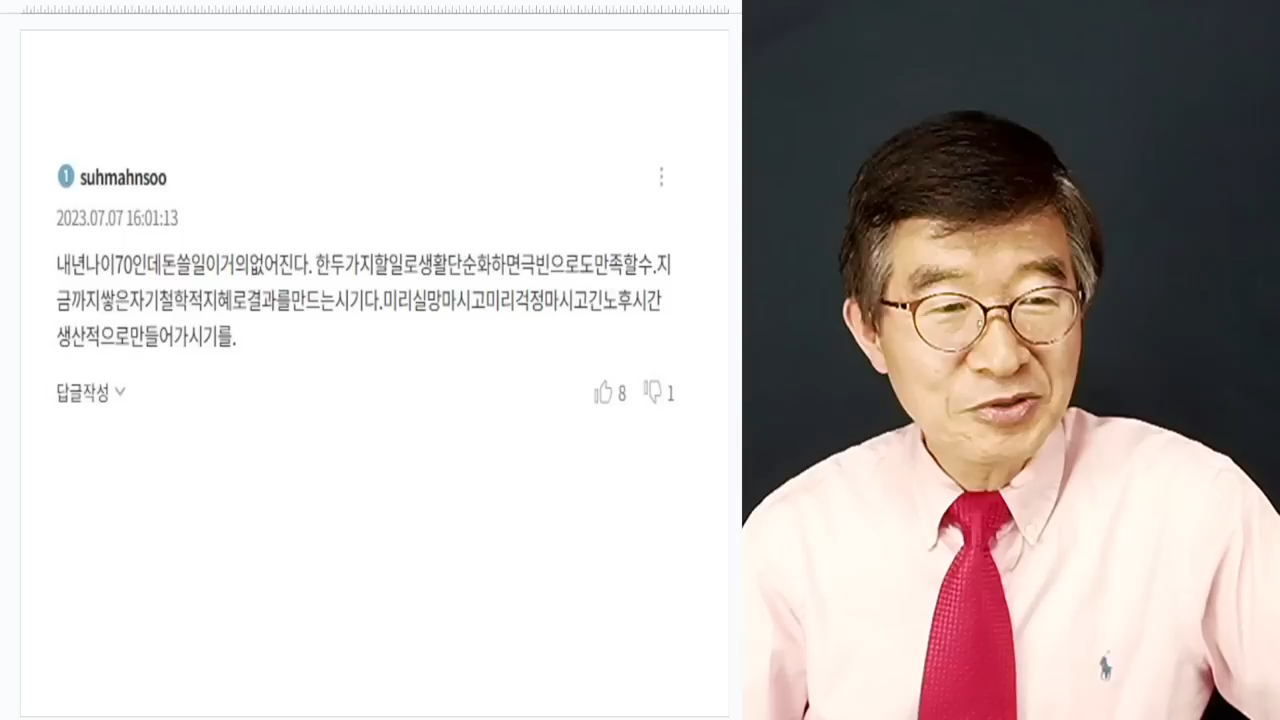 1 suhmahnsoo
2023.07.07 16:01:13
내년나이70인데돈쓸일이거의없어진다. 한두가지할일로생활단순화하면극빈으로도만족할수.지
금까지쌓은자기철학적지혜로결과를만드는시기다.미리실망마시고미리걱정마시고긴노후시간
생산적으로만들어가시기를.
답글작성
8 1